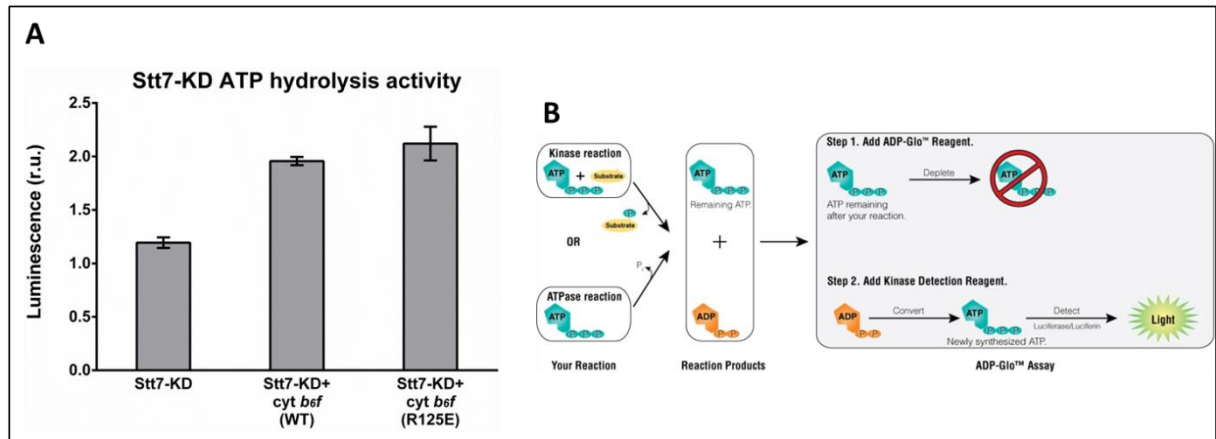 A
Stt7-KD ATP hydrolysis activity
Luminescence (r.u.)
2.5
2.0
1.5
1.0
0.5
0.0
Stt7-KD
Stt7-KD+
cyt b6f
(WT)
Stt7-KD+
cyt b6f
(R125E)
B
Kinase reaction
ATP + Substrate
P P P
P
Substrate
OR
Pi
ATPase reaction
ATP
P P P
Your Reaction
ATP
P P P
Remaining ATP.
+
ADP
P P
Reaction Products
Step 1. Add ADP-Glo™ Reagent.
ATP
P P P
Deplete
ATP
P P P
ATP remaining
after your reaction.
Step 2. Add Kinase Detection Reagent.
ADP
P P
Convert
ATP
P P P
Newly synthesized ATP.
Detect
Luciferase/Luciferin
Light
ADP-Glo™ Assay